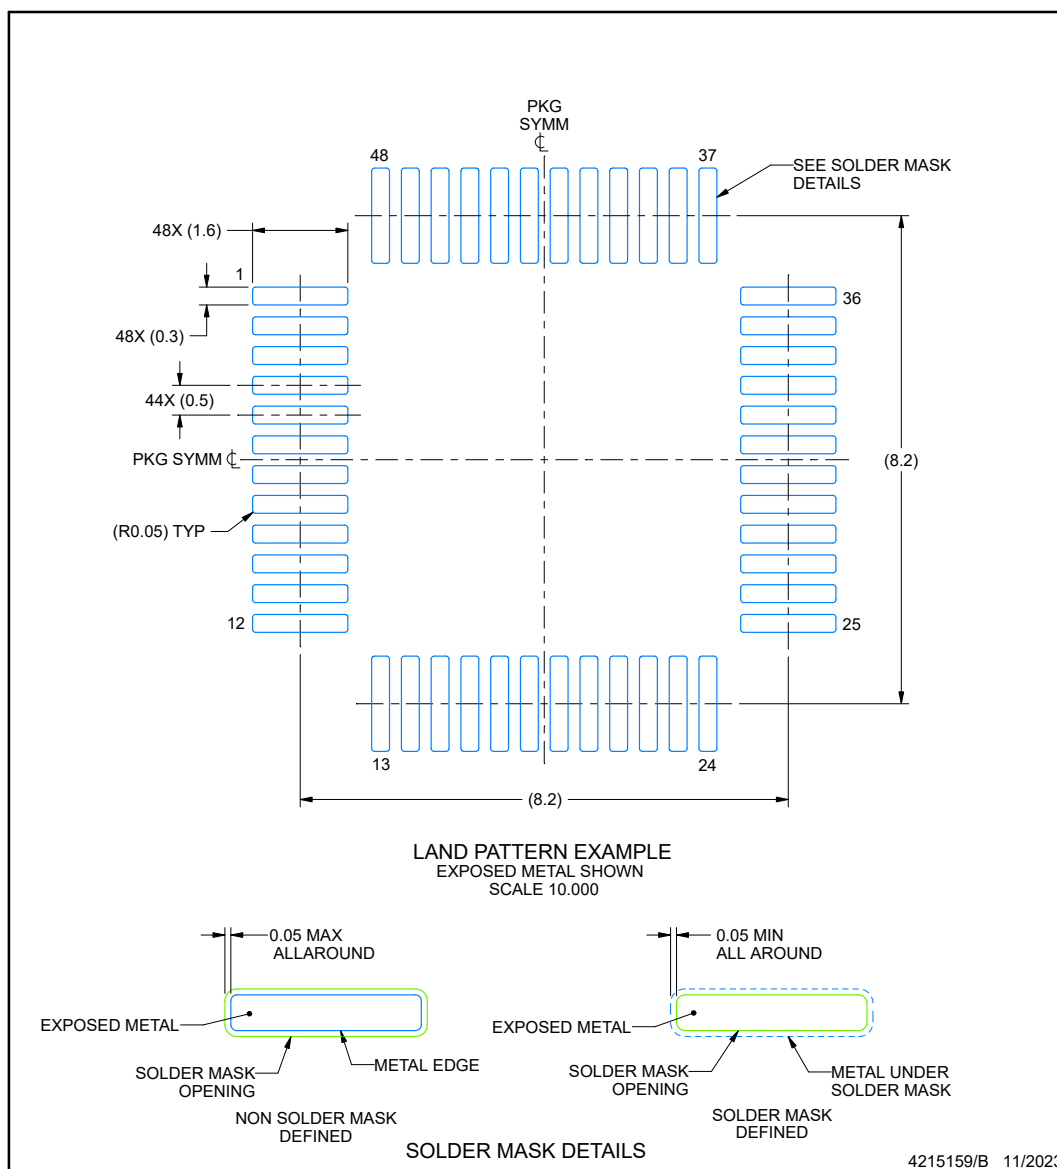 PKG
SYMM
℄
48
37
SEE SOLDER MASK
DETAILS
48X (1.6)
1
36
48X (0.3)
44X (0.5)
PKG SYMM ℄
(8.2)
(R0.05) TYP
12
25
13
24
(8.2)
LAND PATTERN EXAMPLE
EXPOSED METAL SHOWN
SCALE 10.000
0.05 MAX
ALLAROUND
EXPOSED METAL
SOLDER MASK
OPENING
METAL EDGE
NON SOLDER MASK
DEFINED
0.05 MIN
ALL AROUND
EXPOSED METAL
SOLDER MASK
OPENING
METAL UNDER
SOLDER MASK
SOLDER MASK
DEFINED
SOLDER MASK DETAILS
4215159/B 11/2023